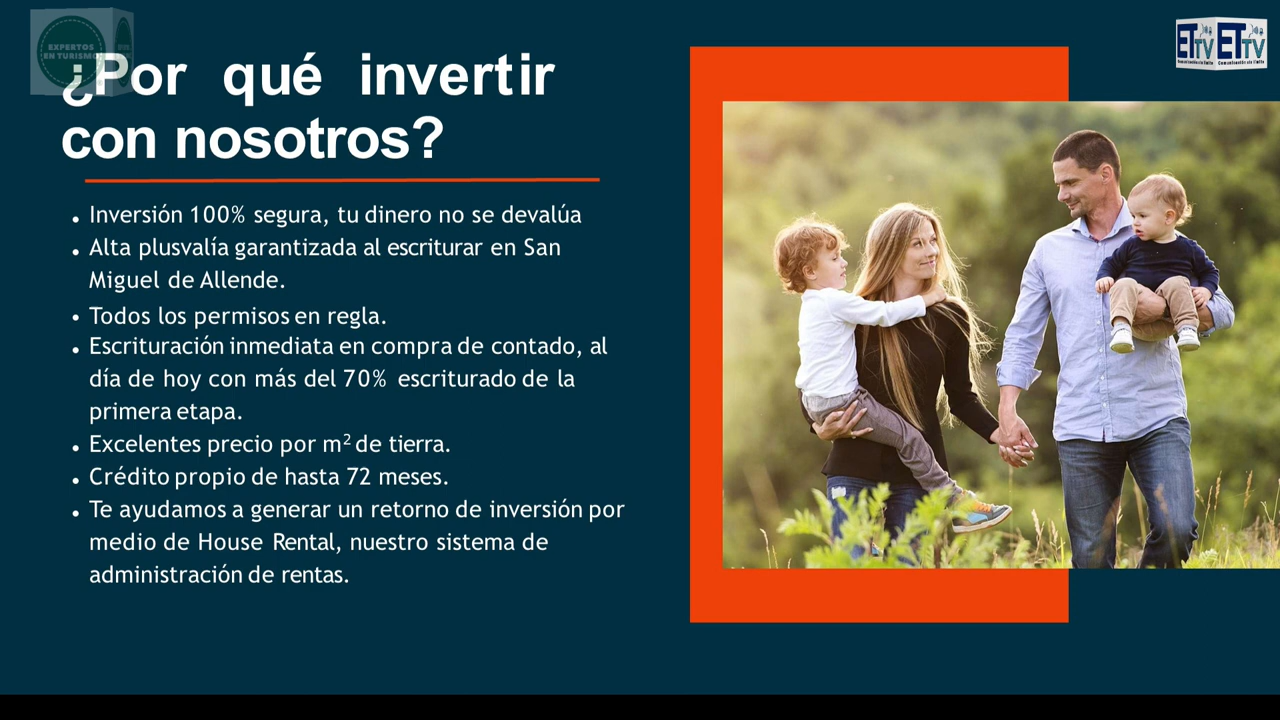 EXPERTOS
EN TURISMO
¿Por qué invertir
con nosotros?
ET TV ET TV
• Inversión 100% segura, tu dinero no se devalúa
• Alta plusvalía garantizada al escriturar en San
Miguel de Allende.
• Todos los permisos en regla.
• Escrituración inmediata en compra de contado, al
día de hoy con más del 70% escriturado de la
primera etapa.
• Excelentes precio por m² de tierra.
• Crédito propio de hasta 72 meses.
• Te ayudamos a generar un retorno de inversión por
medio de House Rental, nuestro sistema de
administración de rentas.